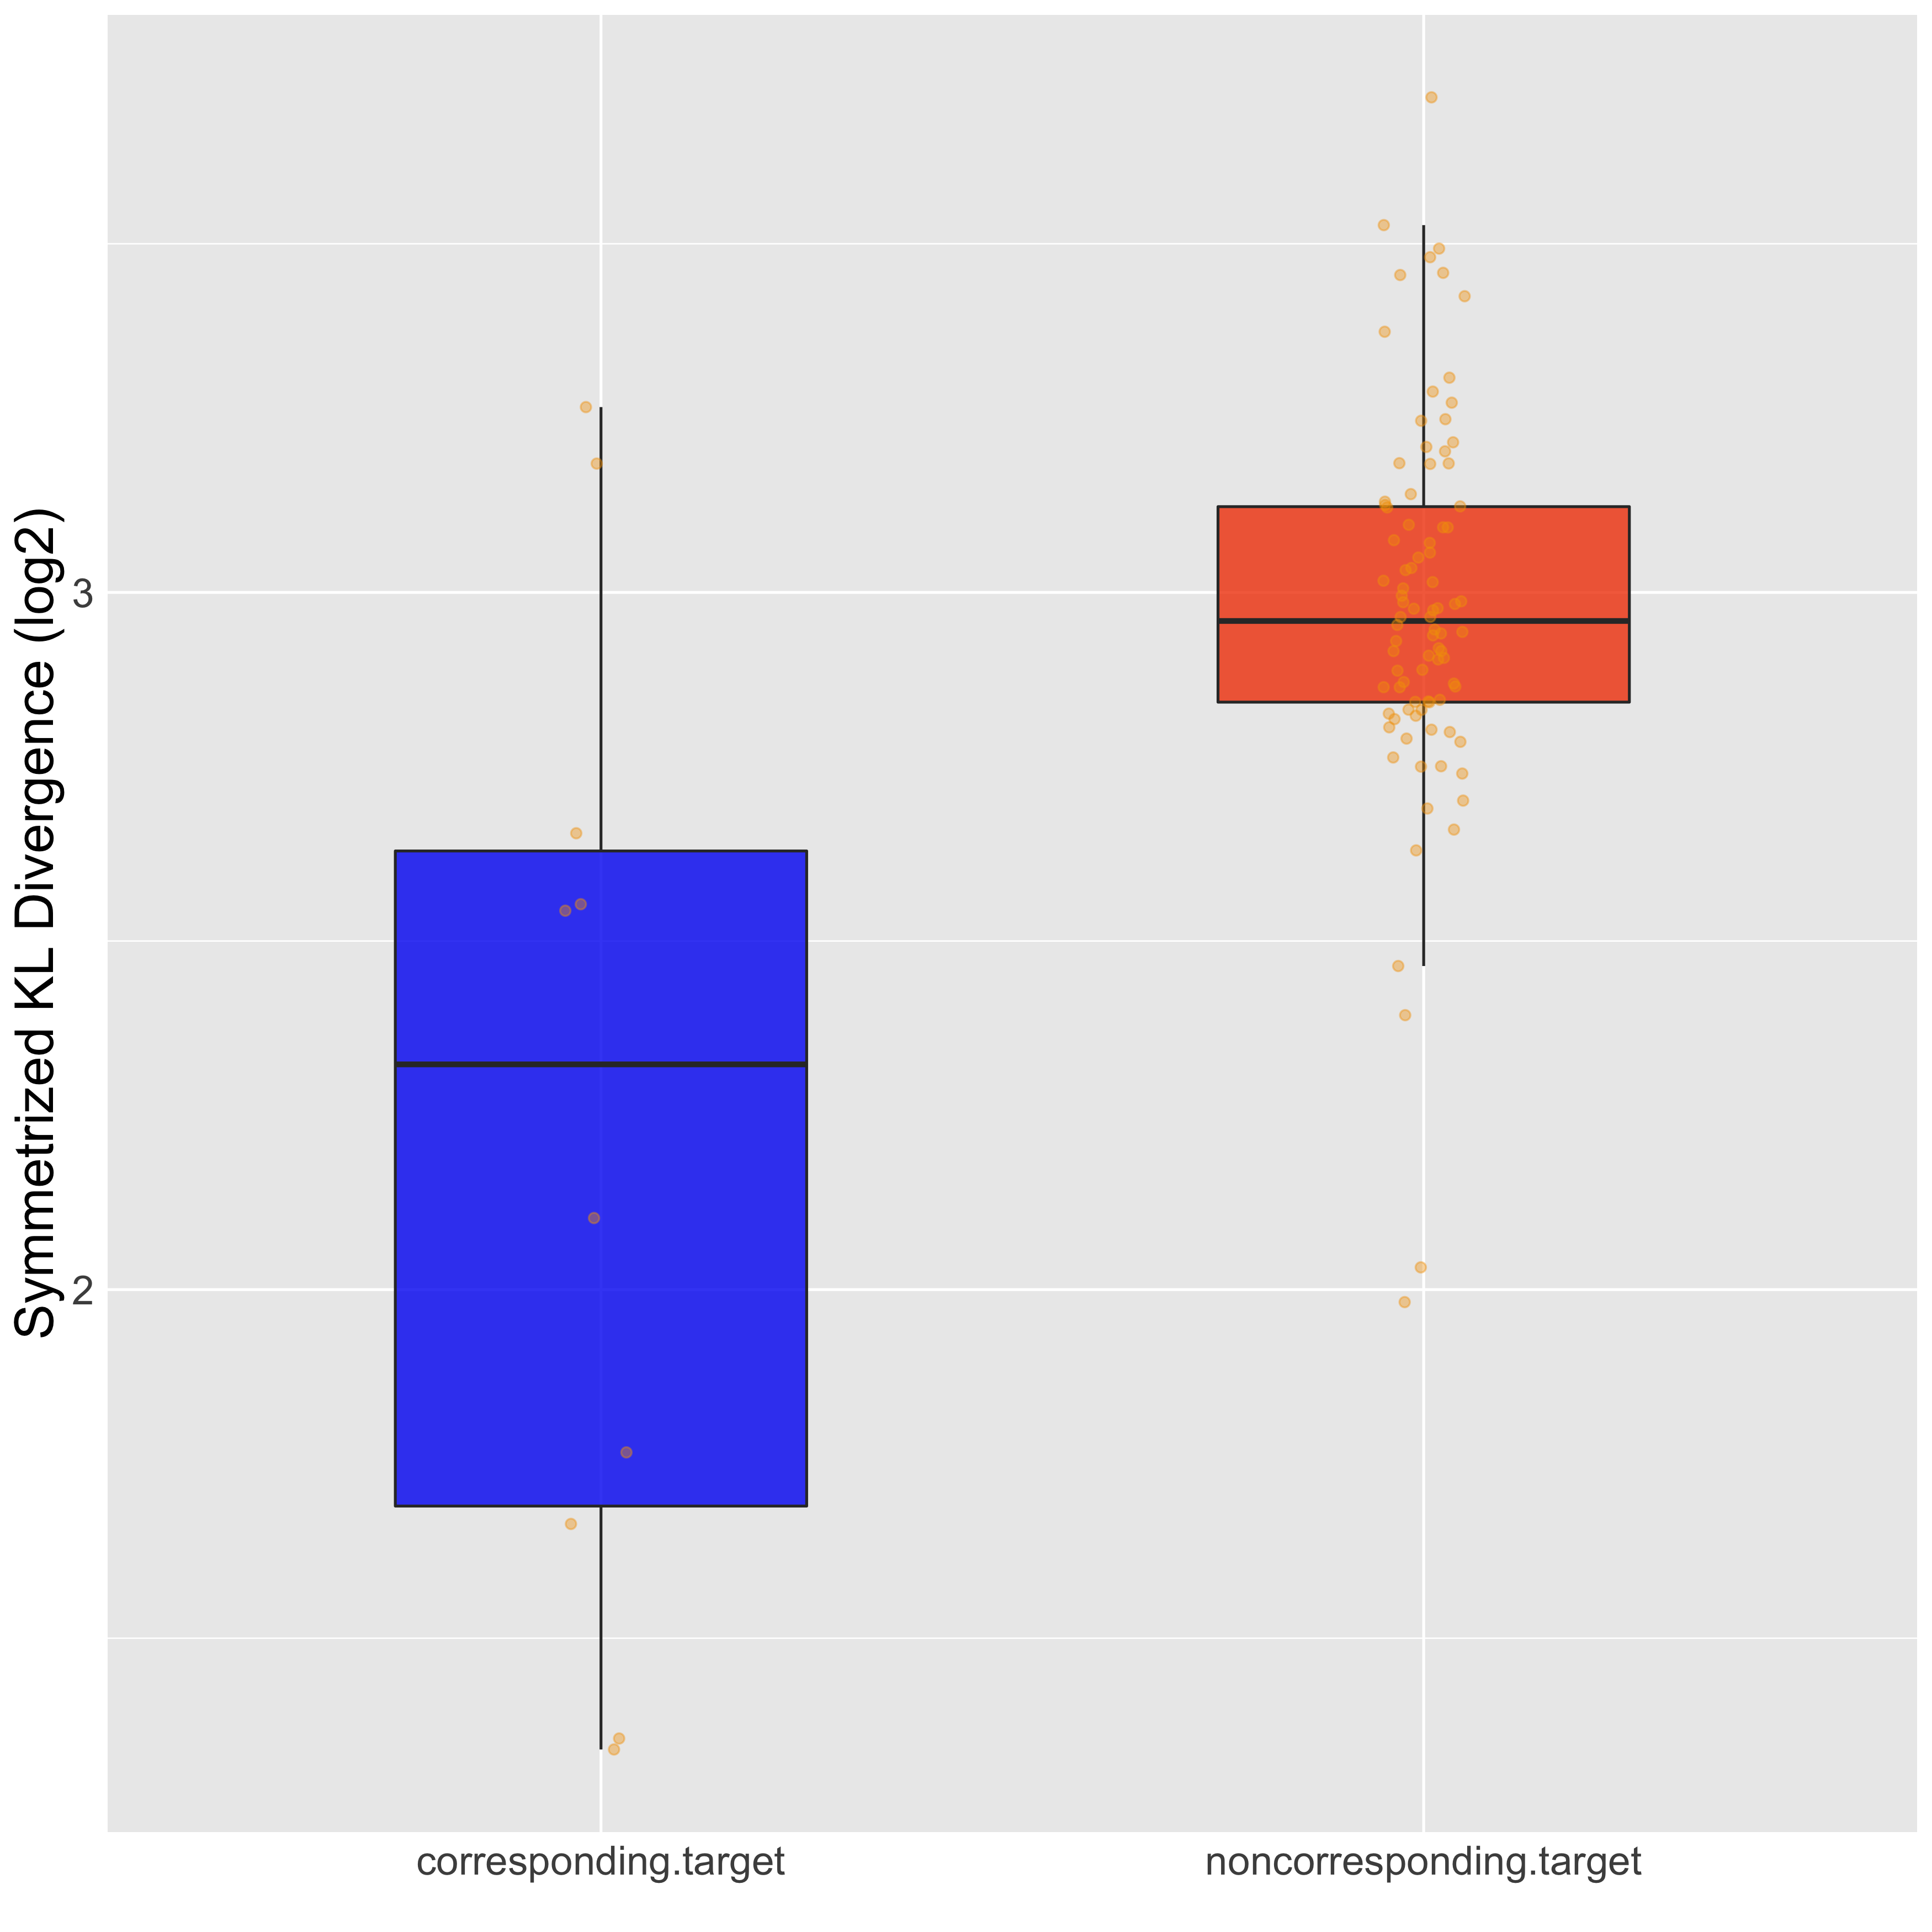 Symmetrized KL Divergence (log2)
3
2
corresponding.target
noncorresponding.target